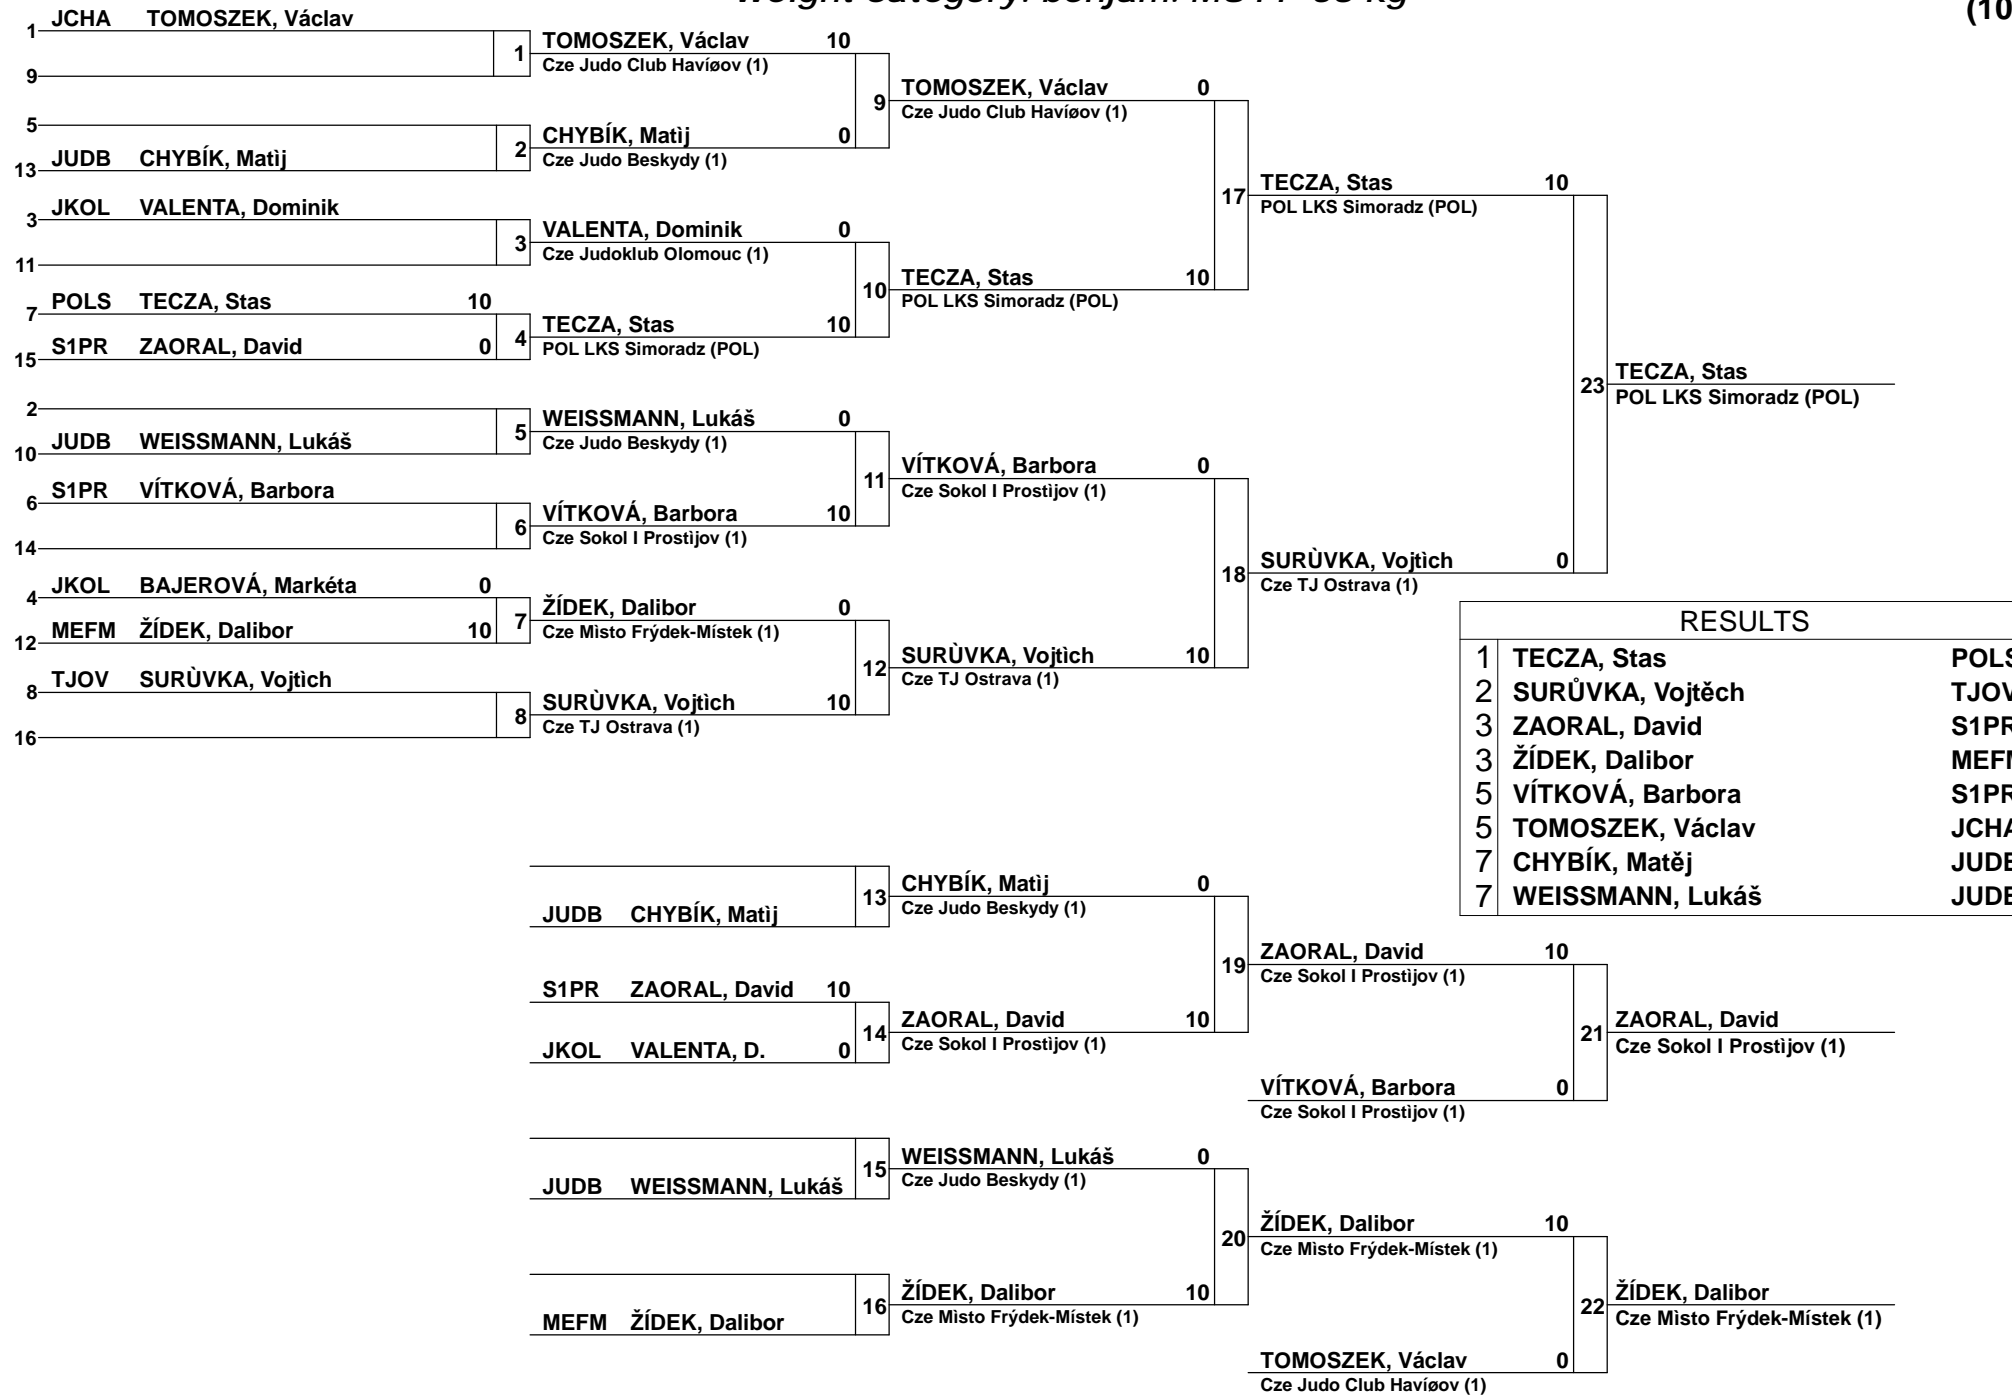 (10
1 JCHA TOMOSZEK, Václav
9
1 TOMOSZEK, Václav 10
Cze Judo Club Havíøov (1)
5
13 JUDB CHYBÍK, Matìj
2 CHYBÍK, Matìj 0
Cze Judo Beskydy (1)
9 TOMOSZEK, Václav 0
Cze Judo Club Havíøov (1)
3 JKOL VALENTA, Dominik
11
3 VALENTA, Dominik 0
Cze Judoklub Olomouc (1)
7 POLS TECZA, Stas 10
15 S1PR ZAORAL, David 0
4 TECZA, Stas 10
POL LKS Simoradz (POL)
10 TECZA, Stas 10
POL LKS Simoradz (POL)
17 TECZA, Stas 10
POL LKS Simoradz (POL)
2
10 JUDB WEISSMANN, Lukáš
5 WEISSMANN, Lukáš 0
Cze Judo Beskydy (1)
6 S1PR VÍTKOVÁ, Barbora
14
6 VÍTKOVÁ, Barbora 10
Cze Sokol I Prostìjov (1)
11 VÍTKOVÁ, Barbora 0
Cze Sokol I Prostìjov (1)
4 JKOL BAJEROVÁ, Markéta 0
12 MEFM ŽÍDEK, Dalibor 10
7 ŽÍDEK, Dalibor 0
Cze Mìsto Frýdek-Místek (1)
8 TJOV SURÙVKA, Vojtìch
16
8 SURÙVKA, Vojtìch 10
Cze TJ Ostrava (1)
12 SURÙVKA, Vojtìch 10
Cze TJ Ostrava (1)
18 SURÙVKA, Vojtìch 0
Cze TJ Ostrava (1)
23 TECZA, Stas
POL LKS Simoradz (POL)
RESULTS
1 TECZA, Stas POLS
2 SURŮVKA, Vojtěch TJOV
3 ZAORAL, David S1PR
3 ŽÍDEK, Dalibor MEFM
5 VÍTKOVÁ, Barbora S1PR
5 TOMOSZEK, Václav JCHA
7 CHYBÍK, Matěj JUDB
7 WEISSMANN, Lukáš JUDB
JUDB CHYBÍK, Matìj
13 CHYBÍK, Matìj 0
Cze Judo Beskydy (1)
S1PR ZAORAL, David 10
JKOL VALENTA, D. 0
14 ZAORAL, David 10
Cze Sokol I Prostìjov (1)
19 ZAORAL, David 10
Cze Sokol I Prostìjov (1)
VÍTKOVÁ, Barbora 0
Cze Sokol I Prostìjov (1)
21 ZAORAL, David
Cze Sokol I Prostìjov (1)
JUDB WEISSMANN, Lukáš
15 WEISSMANN, Lukáš 0
Cze Judo Beskydy (1)
MEFM ŽÍDEK, Dalibor
16 ŽÍDEK, Dalibor 10
Cze Mìsto Frýdek-Místek (1)
20 ŽÍDEK, Dalibor 10
Cze Mìsto Frýdek-Místek (1)
TOMOSZEK, Václav 0
Cze Judo Club Havíøov (1)
22 ŽÍDEK, Dalibor
Cze Mìsto Frýdek-Místek (1)